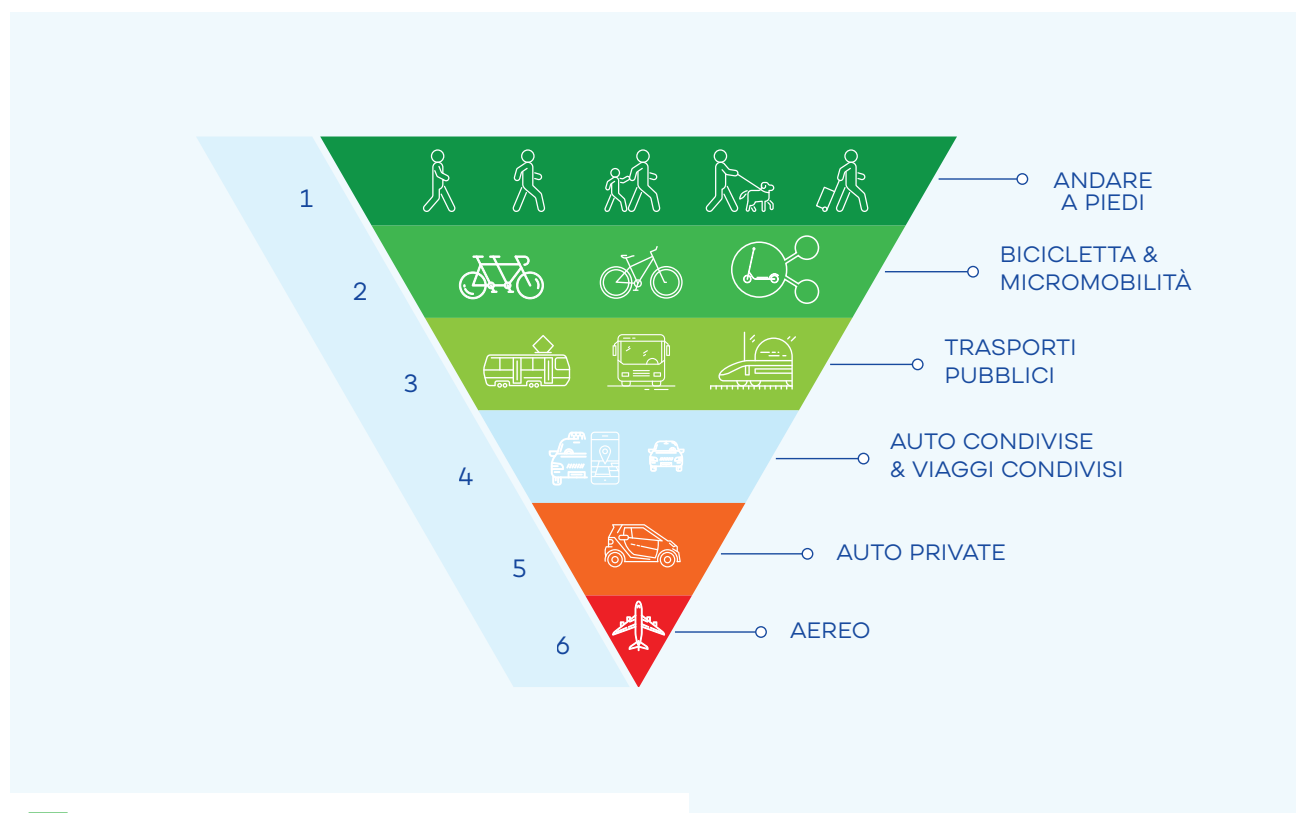 1
ANDARE
A PIEDI
2
BICICLETTA &
MICROMOBILITÀ
3
TRASPORTI
PUBBLICI
4
AUTO CONDIVISE
& VIAGGI CONDIVISI
5
AUTO PRIVATE
6
AEREO